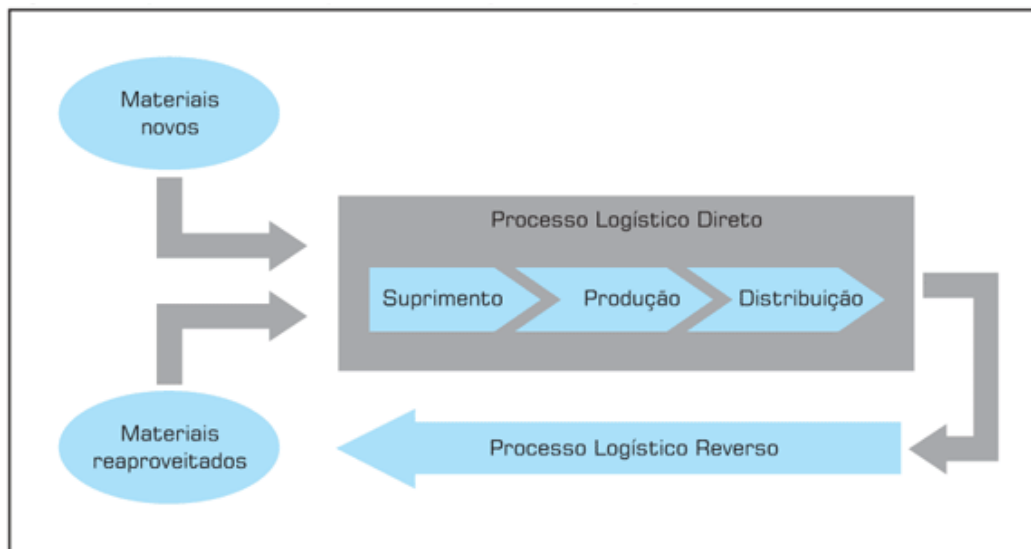 Materiais
novos
Processo Logístico Direto
Suprimento
Produção
Distribuição
Materiais
reaproveitados
Processo Logístico Reverso